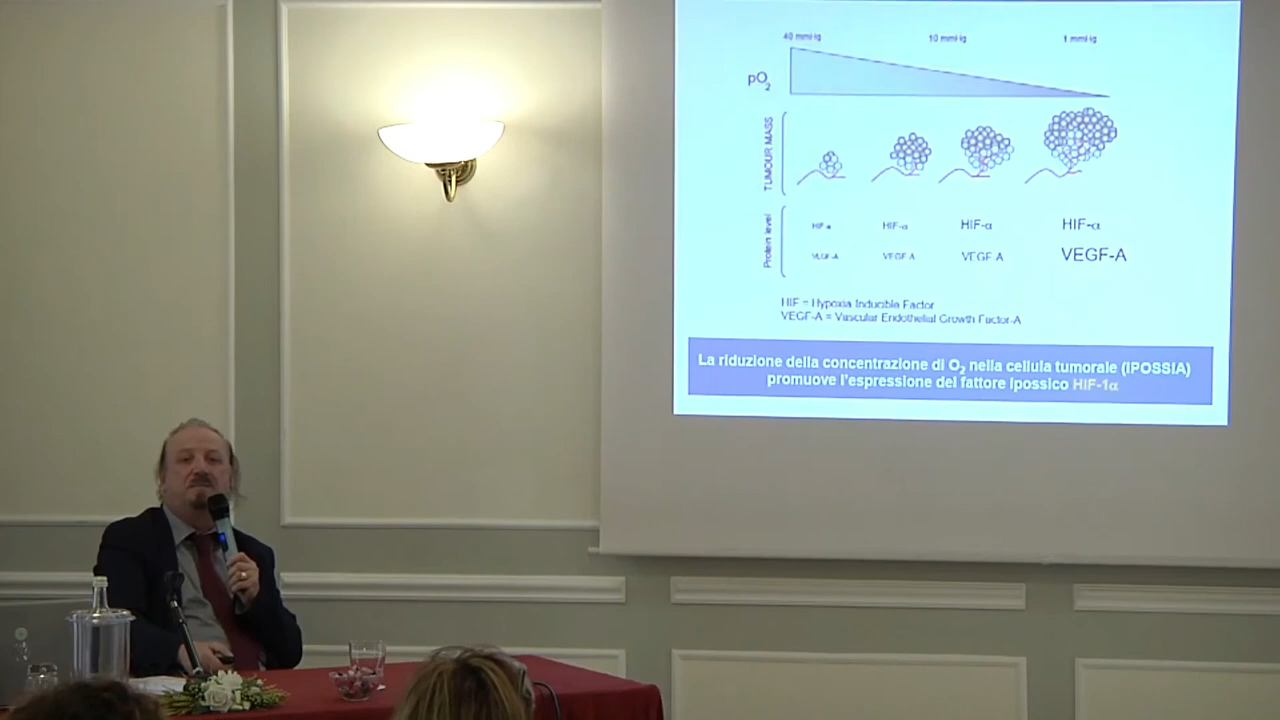 40 mmHg 10 mmHg 1 mmHg
pO2
TUMOUR MASS
Protein level
HIF-α HIF-α HIF-α HIF-α
VEGF-A VEGF-A VEGF-A VEGF-A
HIF = Hypoxia Inducible Factor
VEGF-A = Vascular Endothelial Growth Factor-A
La riduzione della concentrazione di O2 nella cellula tumorale (IPOSSIA)
promuove l'espressione del fattore ipossico HIF-1α